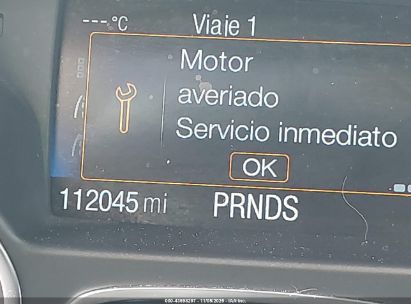 ---°C Viaje 1
Motor
averiado
Servicio inmediato
OK
112045 mi PRNDS